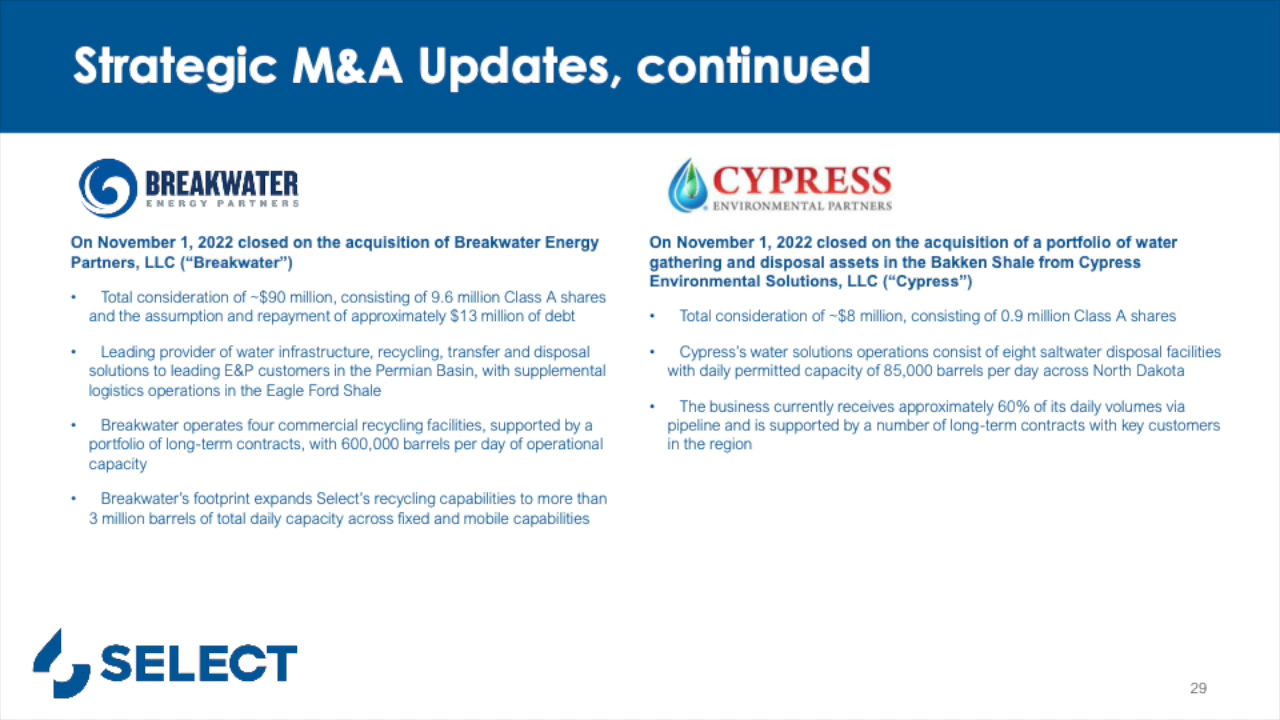 Strategic M&A Updates, continued
BREAKWATER
ENERGY PARTNERS
On November 1, 2022 closed on the acquisition of Breakwater Energy
Partners, LLC (“Breakwater”)
• Total consideration of ~$90 million, consisting of 9.6 million Class A shares
and the assumption and repayment of approximately $13 million of debt
• Leading provider of water infrastructure, recycling, transfer and disposal
solutions to leading E&P customers in the Permian Basin, with supplemental
logistics operations in the Eagle Ford Shale
• Breakwater operates four commercial recycling facilities, supported by a
portfolio of long-term contracts, with 600,000 barrels per day of operational
capacity
• Breakwater’s footprint expands Select’s recycling capabilities to more than
3 million barrels of total daily capacity across fixed and mobile capabilities
CYPRESS
ENVIRONMENTAL PARTNERS
On November 1, 2022 closed on the acquisition of a portfolio of water
gathering and disposal assets in the Bakken Shale from Cypress
Environmental Solutions, LLC (“Cypress”)
• Total consideration of ~$8 million, consisting of 0.9 million Class A shares
• Cypress’s water solutions operations consist of eight saltwater disposal facilities
with daily permitted capacity of 85,000 barrels per day across North Dakota
• The business currently receives approximately 60% of its daily volumes via
pipeline and is supported by a number of long-term contracts with key customers
in the region
SELECT
29